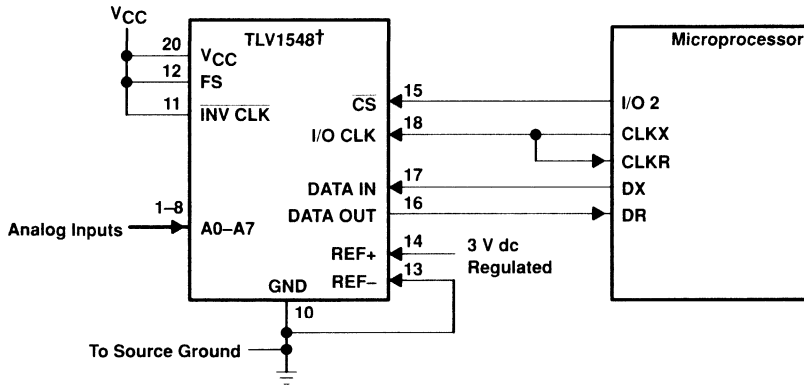 VCC
TLV1548†
Microprocessor
20
VCC
12
FS
11
INV CLK
15
CS
I/O 2
18
I/O CLK
CLKX
CLKR
17
DATA IN
DX
16
DATA OUT
DR
1–8
Analog Inputs
A0–A7
14
REF+
3 V dc
Regulated
13
REF–
GND
10
To Source Ground